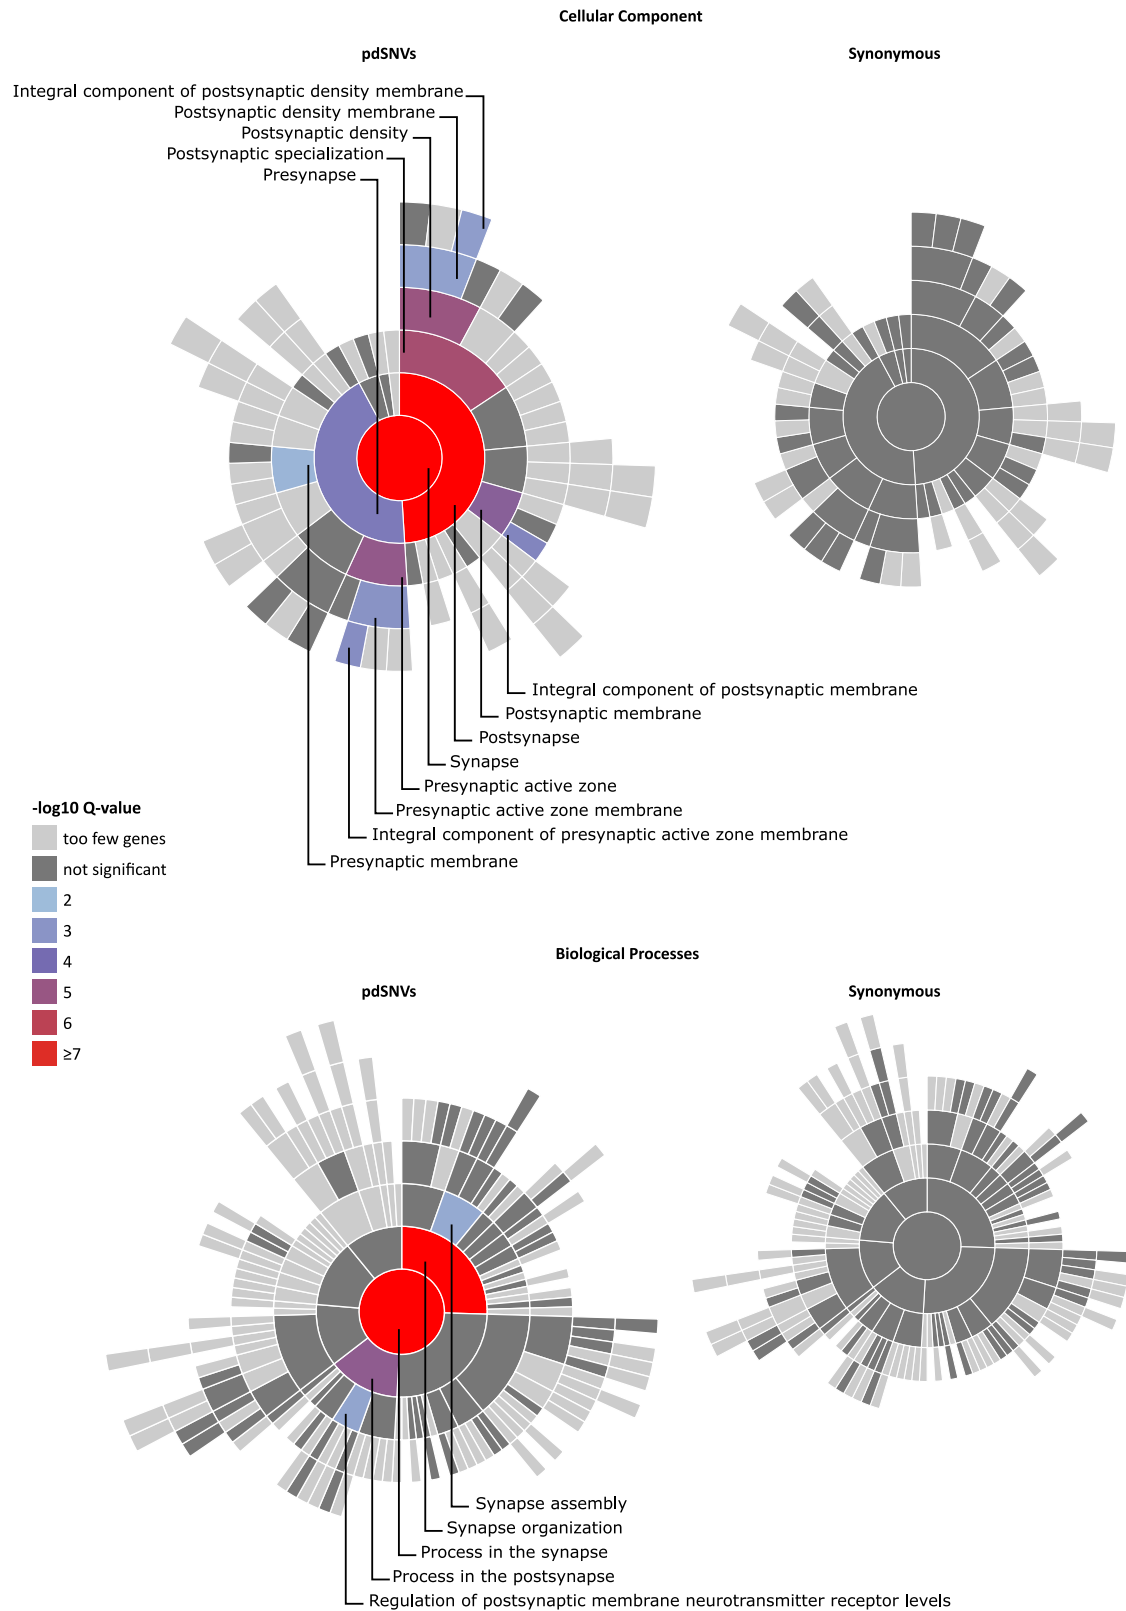 Cellular Component
pdSNVs
Synonymous
Integral component of postsynaptic density membrane
Postsynaptic density membrane
Postsynaptic density
Postsynaptic specialization
Presynapse
Integral component of postsynaptic membrane
Postsynaptic membrane
Postsynapse
Synapse
Presynaptic active zone
Presynaptic active zone membrane
Integral component of presynaptic active zone membrane
Presynaptic membrane
-log10 Q-value
too few genes
not significant
2
3
4
5
6
≥7
Biological Processes
pdSNVs
Synonymous
Synapse assembly
Synapse organization
Process in the synapse
Process in the postsynapse
Regulation of postsynaptic membrane neurotransmitter receptor levels